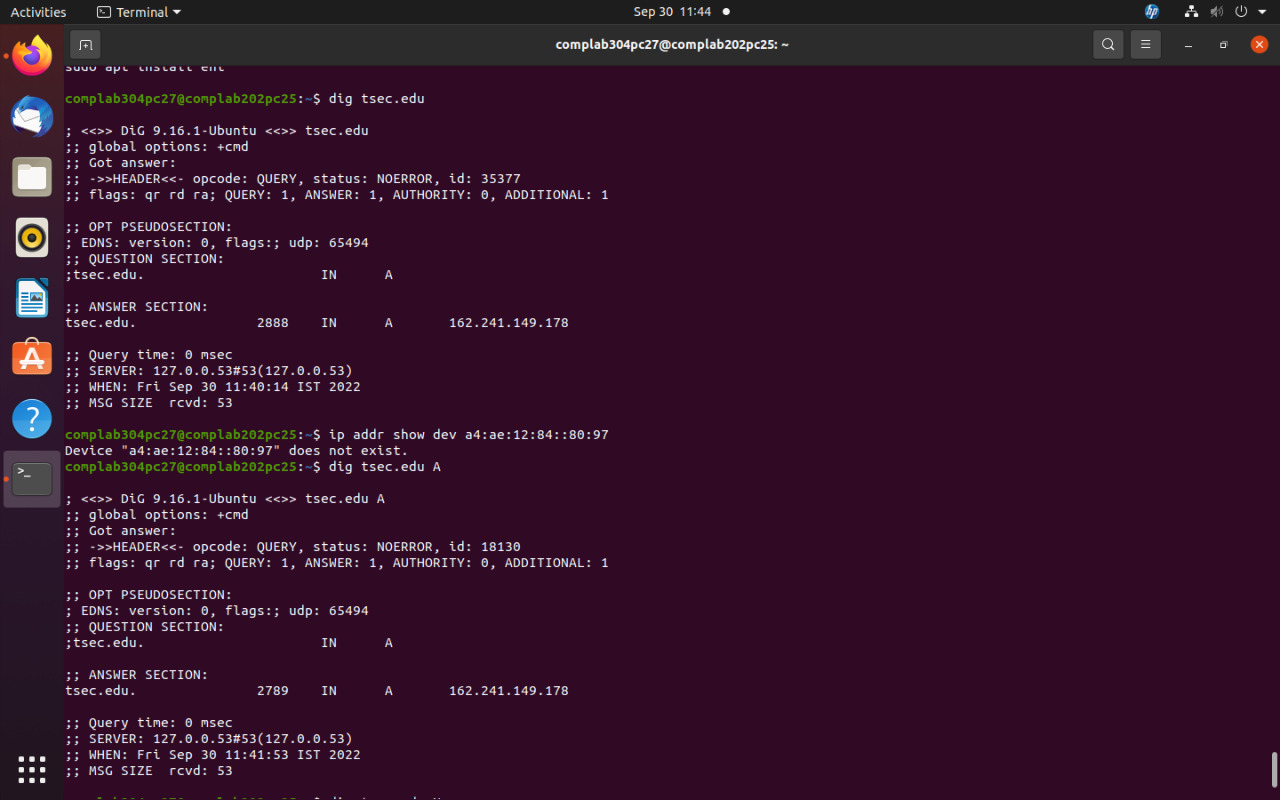 Activities
Terminal
Sep 30 11:44
hp
complab304pc27@complab202pc25: ~
sudo apt install ent
complab304pc27@complab202pc25:~$ dig tsec.edu
; <<>> DiG 9.16.1-Ubuntu <<>> tsec.edu
;; global options: +cmd
;; Got answer:
;; ->>HEADER<<- opcode: QUERY, status: NOERROR, id: 35377
;; flags: qr rd ra; QUERY: 1, ANSWER: 1, AUTHORITY: 0, ADDITIONAL: 1
;; OPT PSEUDOSECTION:
; EDNS: version: 0, flags:; udp: 65494
;; QUESTION SECTION:
;tsec.edu. IN A
;; ANSWER SECTION:
tsec.edu. 2888 IN A 162.241.149.178
;; Query time: 0 msec
;; SERVER: 127.0.0.53#53(127.0.0.53)
;; WHEN: Fri Sep 30 11:40:14 IST 2022
;; MSG SIZE rcvd: 53
complab304pc27@complab202pc25:~$ ip addr show dev a4:ae:12:84::80:97
Device "a4:ae:12:84::80:97" does not exist.
complab304pc27@complab202pc25:~$ dig tsec.edu A
; <<>> DiG 9.16.1-Ubuntu <<>> tsec.edu A
;; global options: +cmd
;; Got answer:
;; ->>HEADER<<- opcode: QUERY, status: NOERROR, id: 18130
;; flags: qr rd ra; QUERY: 1, ANSWER: 1, AUTHORITY: 0, ADDITIONAL: 1
;; OPT PSEUDOSECTION:
; EDNS: version: 0, flags:; udp: 65494
;; QUESTION SECTION:
;tsec.edu. IN A
;; ANSWER SECTION:
tsec.edu. 2789 IN A 162.241.149.178
;; Query time: 0 msec
;; SERVER: 127.0.0.53#53(127.0.0.53)
;; WHEN: Fri Sep 30 11:41:53 IST 2022
;; MSG SIZE rcvd: 53